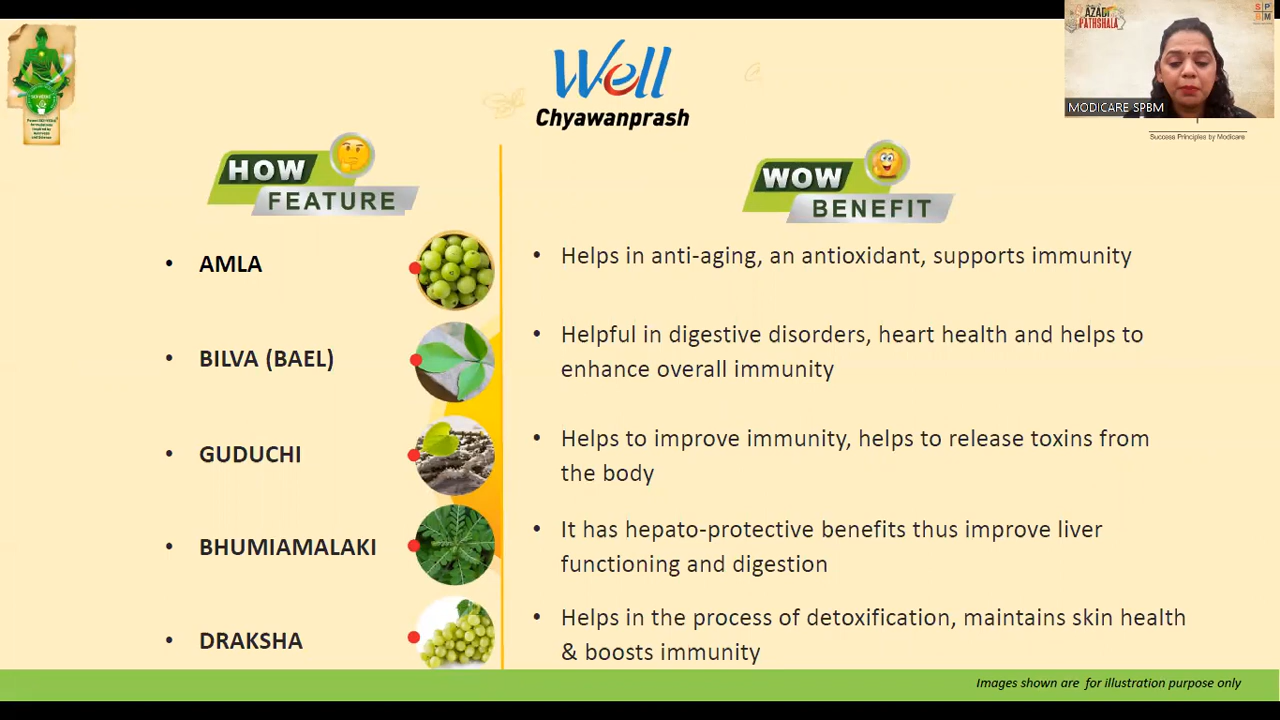 AZADI
PATHSHALA
S P
B M
MODICARE SPBM
Success Principles by Modicare
Well
Chyawanprash
HOW
FEATURE
WOW
BENEFIT
• AMLA
• Helps in anti-aging, an antioxidant, supports immunity
• BILVA (BAEL)
• Helpful in digestive disorders, heart health and helps to
enhance overall immunity
• GUDUCHI
• Helps to improve immunity, helps to release toxins from
the body
• BHUMIAMALAKI
• It has hepato-protective benefits thus improve liver
functioning and digestion
• DRAKSHA
• Helps in the process of detoxification, maintains skin health
& boosts immunity
Images shown are for illustration purpose only